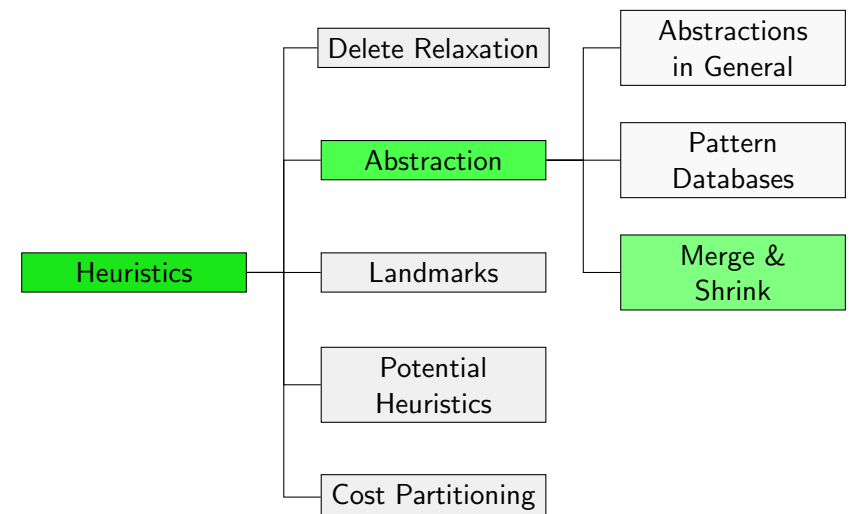 Heuristics
Delete Relaxation
Abstraction
Landmarks
Potential
Heuristics
Cost Partitioning
Abstractions
in General
Pattern
Databases
Merge &
Shrink